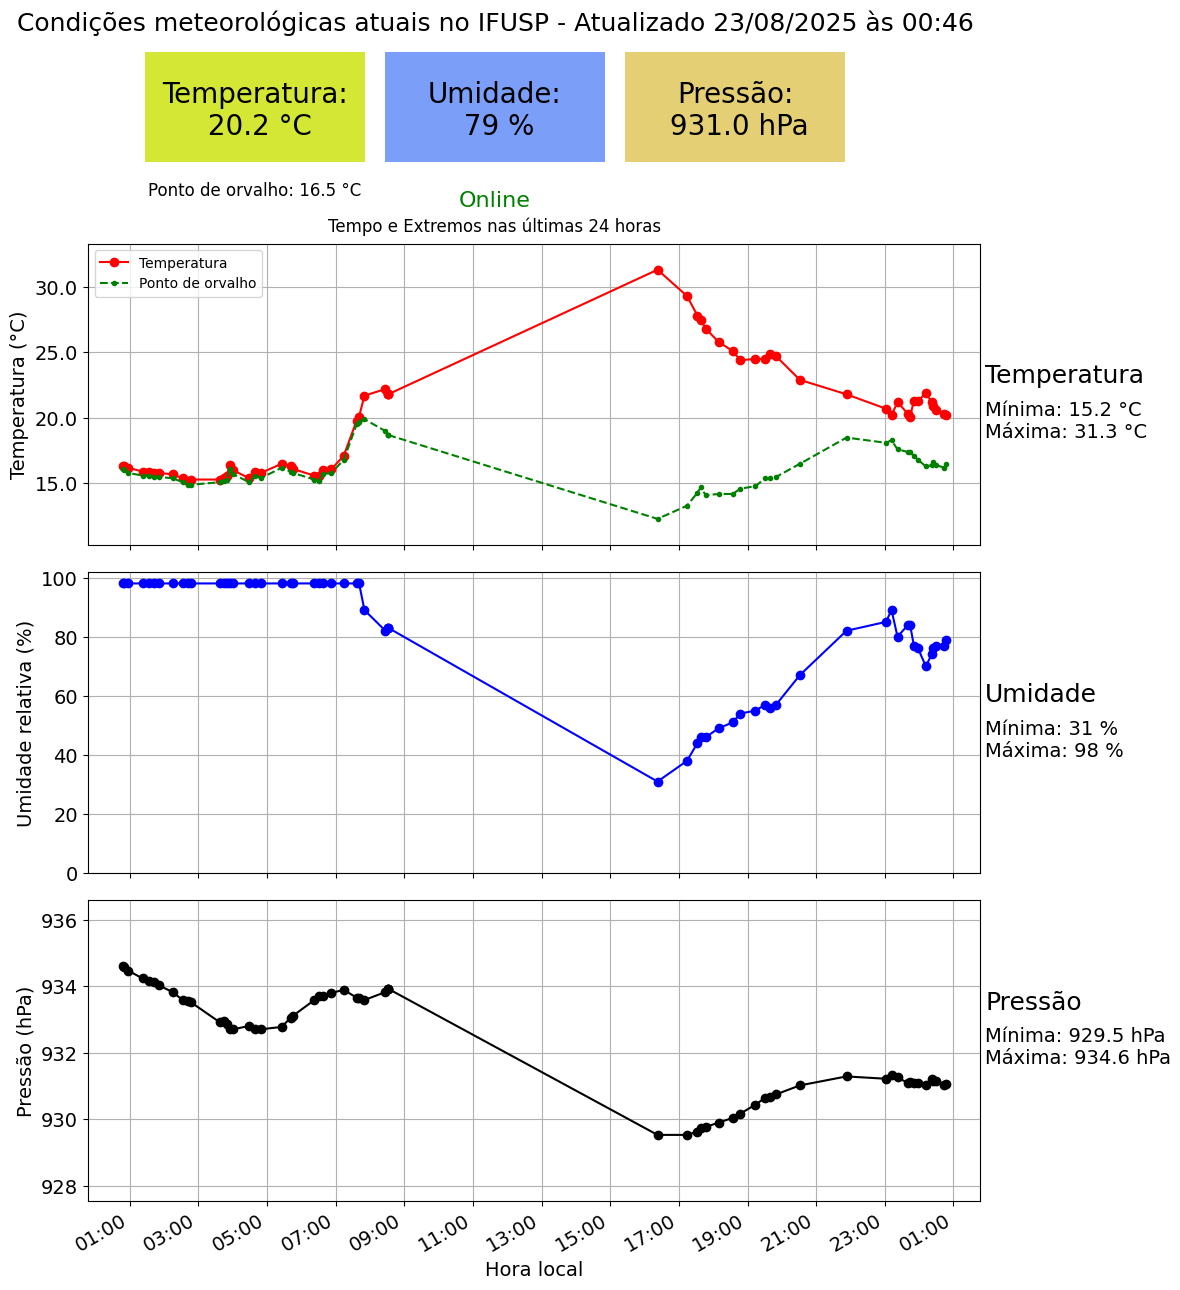 Condições meteorológicas atuais no IFUSP - Atualizado 23/08/2025 às 00:46
Temperatura:
20.2 °C
Umidade:
79 %
Pressão:
931.0 hPa
Ponto de orvalho: 16.5 °C
Online
Tempo e Extremos nas últimas 24 horas
Temperatura
Ponto de orvalho
Temperatura (°C)
30.0
25.0
20.0
15.0
Temperatura
Mínima: 15.2 °C
Máxima: 31.3 °C
Umidade relativa (%)
100
80
60
40
20
0
Umidade
Mínima: 31 %
Máxima: 98 %
Pressão (hPa)
936
934
932
930
928
Pressão
Mínima: 929.5 hPa
Máxima: 934.6 hPa
01:00 03:00 05:00 07:00 09:00 11:00 13:00 15:00 17:00 19:00 21:00 23:00 01:00
Hora local